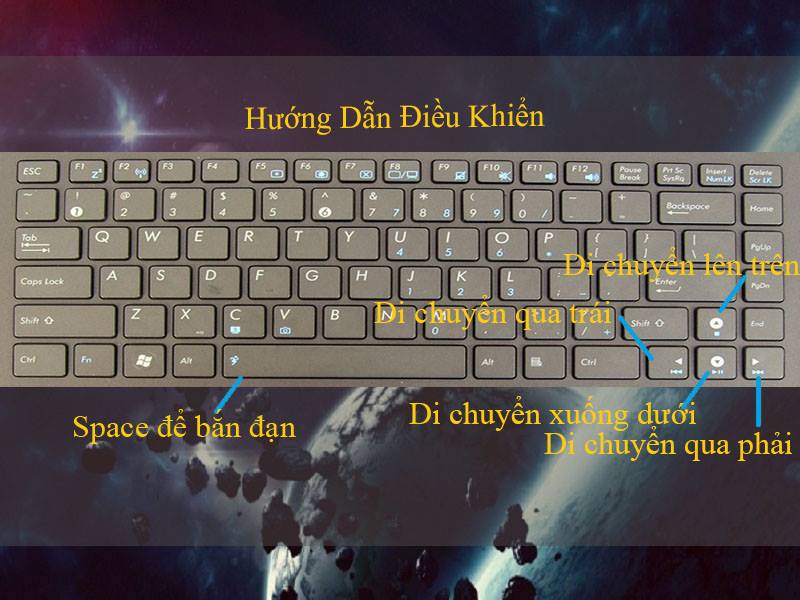 Hướng Dẫn Điều Khiển
ESC F1 F2 F3 F4 F5 F6 F7 F8 F9 F10 F11 F12 Pause Break Prt Sc SysRq Insert Num LK Delete Scr LK
~ ` ! 1 @ 2 # 3 $ 4 % 5 ^ 6 & 7 7 * 8 8 ( 9 9 ) 0 / _ - + = Backspace Home
Tab Q W E R T Y U 4 I 5 O 6 P * { [ } ] | \ PgUp
Di chuyển lên trên
Caps Lock A S D F G H J 1 K 2 L 3 : ; - " ' Enter PgDn
Di chuyển qua trái
Shift Z X C V B N M 0 Shift End
Ctrl Fn Alt Alt Ctrl
Di chuyển xuống dưới
Space để bắn đạn
Di chuyển qua phải